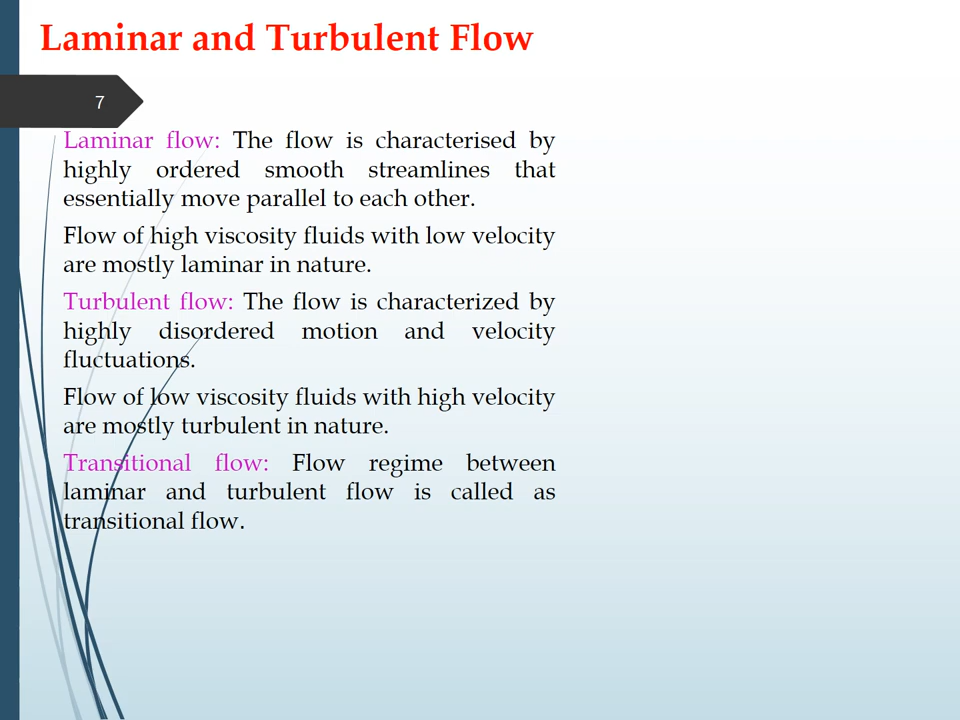 Laminar and Turbulent Flow
7
Laminar flow: The flow is characterised by
highly ordered smooth streamlines that
essentially move parallel to each other.
Flow of high viscosity fluids with low velocity
are mostly laminar in nature.
Turbulent flow: The flow is characterized by
highly disordered motion and velocity
fluctuations.
Flow of low viscosity fluids with high velocity
are mostly turbulent in nature.
Transitional flow: Flow regime between
laminar and turbulent flow is called as
transitional flow.